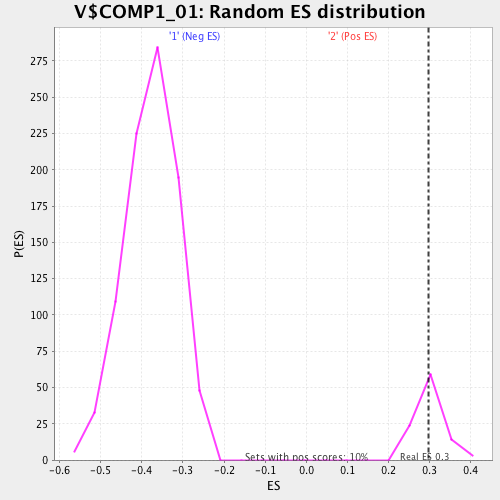 V$COMP1_01: Random ES distribution
'1' (Neg ES)
'2' (Pos ES)
P(ES)
275
250
225
200
175
150
125
100
75
50
25
0
Sets with pos scores: 10%
Real ES 0.3
-0.6 -0.5 -0.4 -0.3 -0.2 -0.1 0.0 0.1 0.2 0.3 0.4
ES